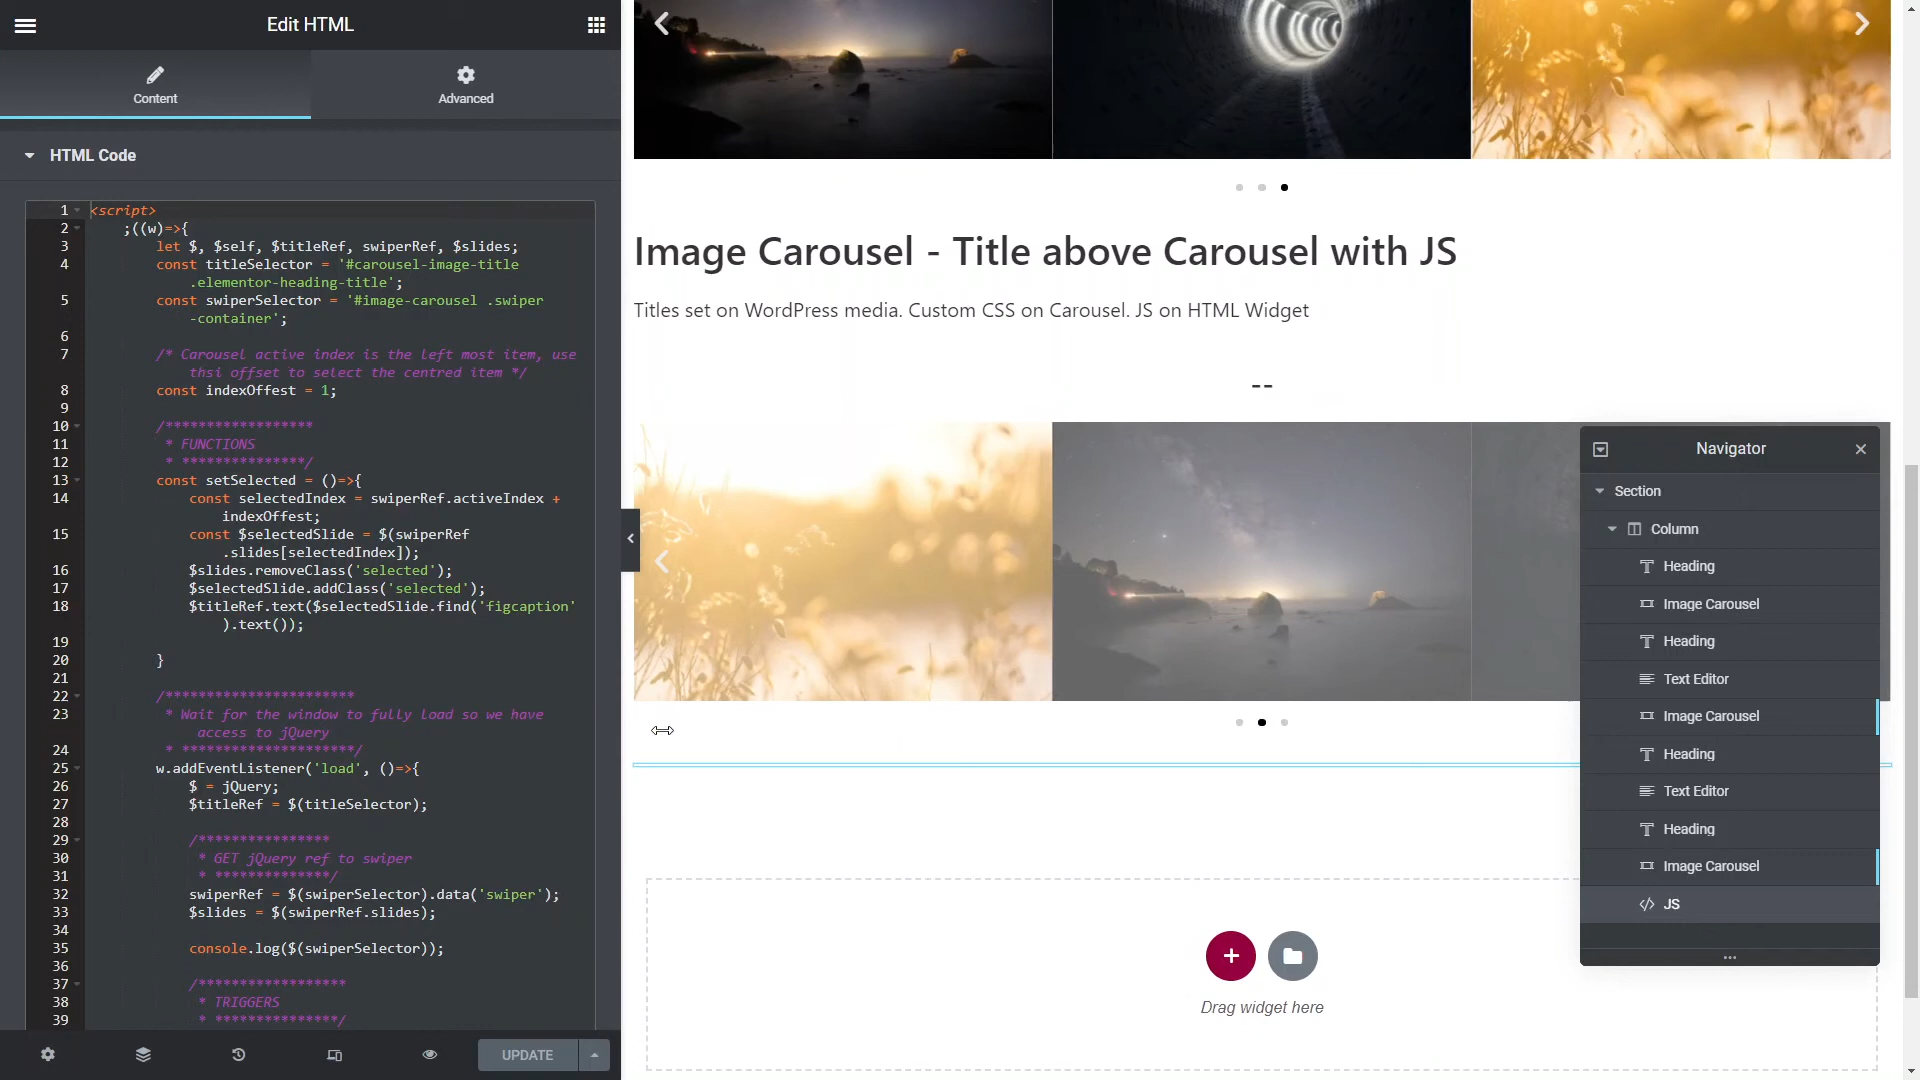 Edit HTML
Content
Advanced
HTML Code
1 <script>
2 ;((w)=>{
3 let $, $self, $titleRef, swiperRef, $slides;
4 const titleSelector = '#carousel-image-title
.elementor-heading-title';
5 const swiperSelector = '#image-carousel .swiper
-container';
6
7 /* Carousel active index is the left most item, use
thsi offset to select the centred item */
8 const indexOffest = 1;
9
10 /******************
11 * FUNCTIONS
12 * ***************/
13 const setSelected = ()=>{
14 const selectedIndex = swiperRef.activeIndex +
indexOffest;
15 const $selectedSlide = $(swiperRef
.slides[selectedIndex]);
16 $slides.removeClass('selected');
17 $selectedSlide.addClass('selected');
18 $titleRef.text($selectedSlide.find('figcaption'
).text());
19
20 }
21
22 /***********************
23 * Wait for the window to fully load so we have
access to jQuery
24 * *********************/
25 w.addEventListener('load', ()=>{
26 $ = jQuery;
27 $titleRef = $(titleSelector);
28
29 /****************
30 * GET jQuery ref to swiper
31 * **************/
32 swiperRef = $(swiperSelector).data('swiper');
33 $slides = $(swiperRef.slides);
34
35 console.log($(swiperSelector));
36
37 /******************
38 * TRIGGERS
39 * ***************/
UPDATE
Image Carousel - Title above Carousel with JS
Titles set on WordPress media. Custom CSS on Carousel. JS on HTML Widget
--
Drag widget here
Navigator
Section
Column
Heading
Image Carousel
Heading
Text Editor
Image Carousel
Heading
Text Editor
Heading
Image Carousel
JS